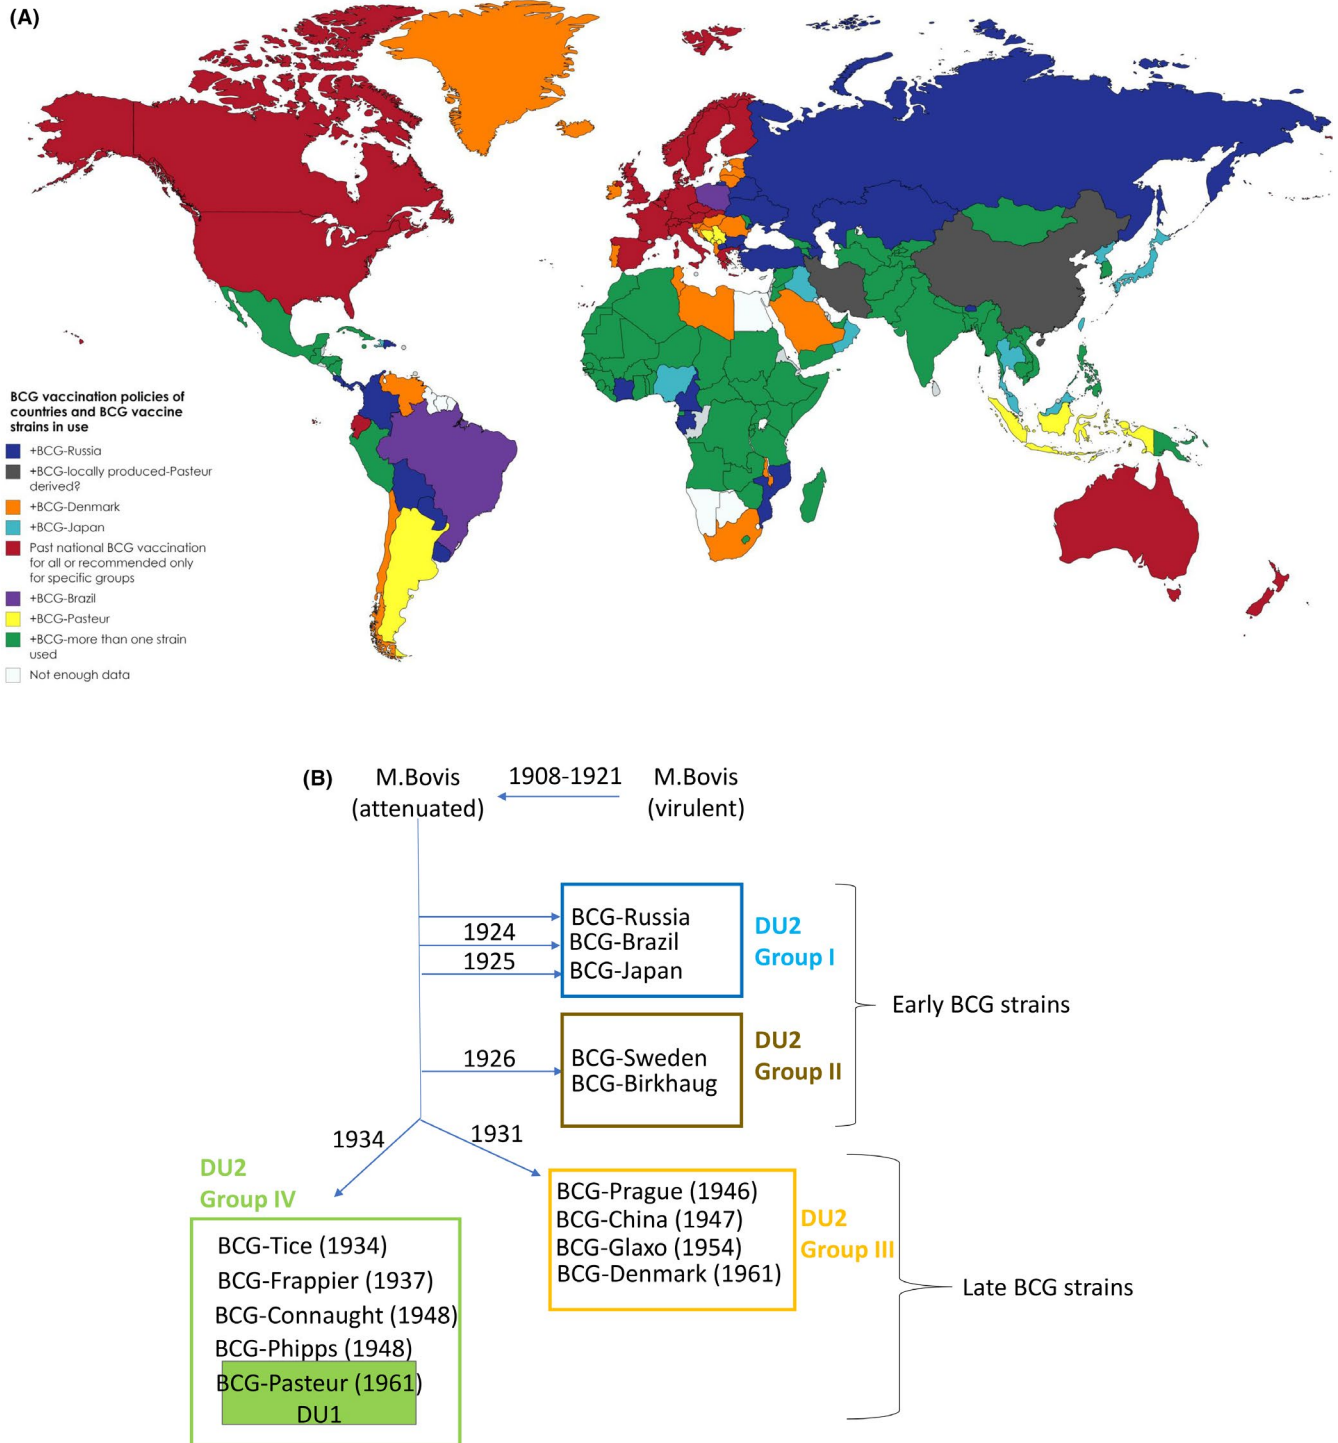 (A)
BCG vaccination policies of
countries and BCG vaccine
strains in use
+BCG-Russia
+BCG-locally produced-Pasteur
derived?
+BCG-Denmark
+BCG-Japan
Past national BCG vaccination
for all or recommended only
for specific groups
+BCG-Brazil
+BCG-Pasteur
+BCG-more than one strain
used
Not enough data
(B)
M.Bovis
(attenuated)
1908-1921
M.Bovis
(virulent)
BCG-Russia
1924
BCG-Brazil
1925
BCG-Japan
DU2
Group I
Early BCG strains
1926
BCG-Sweden
BCG-Birkhaug
DU2
Group II
1934
1931
DU2
Group IV
BCG-Tice (1934)
BCG-Frappier (1937)
BCG-Connaught (1948)
BCG-Phipps (1948)
BCG-Pasteur (1961)
DU1
BCG-Prague (1946)
BCG-China (1947)
BCG-Glaxo (1954)
BCG-Denmark (1961)
DU2
Group III
Late BCG strains